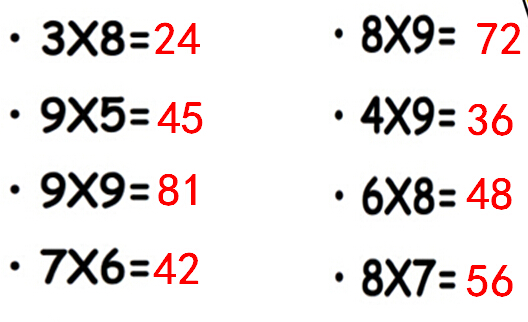 · 3X8=24
· 9X5=45
· 9X9=81
· 7X6=42
· 8X9= 72
· 4X9=36
· 6X8=48
· 8X7=56